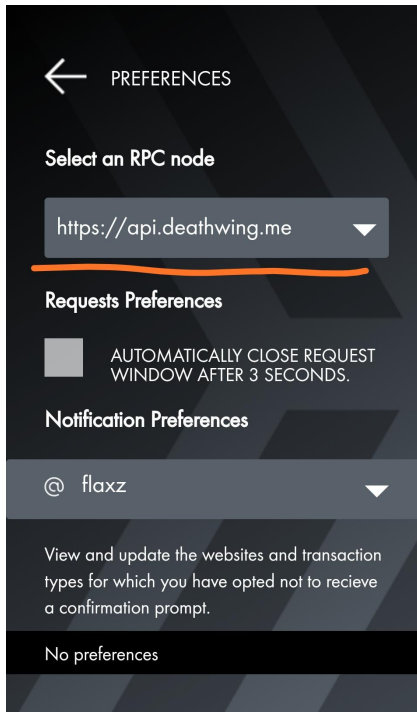 PREFERENCES
Select an RPC node
https://api.deathwing.me
Requests Preferences
AUTOMATICALLY CLOSE REQUEST
WINDOW AFTER 3 SECONDS.
Notification Preferences
@ flaxz
View and update the websites and transaction
types for which you have opted not to recieve
a confirmation prompt.
No preferences